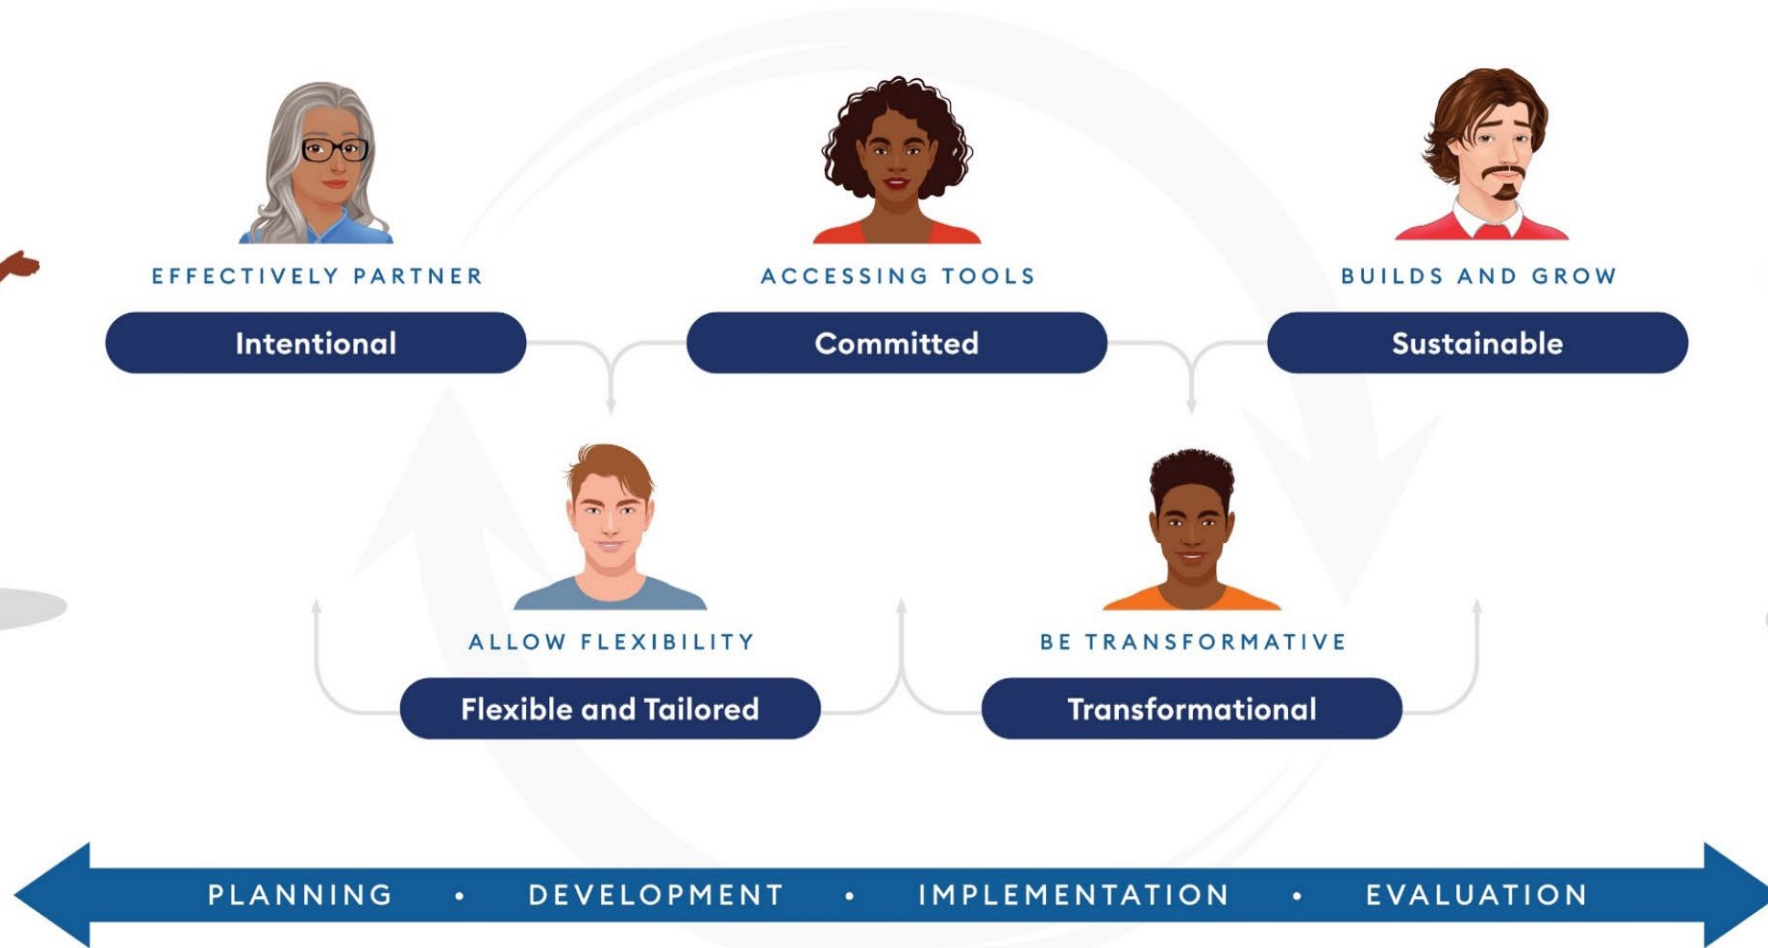 EFFECTIVELY PARTNER
Intentional
ACCESSING TOOLS
Committed
BUILDS AND GROW
Sustainable
ALLOW FLEXIBILITY
Flexible and Tailored
BE TRANSFORMATIVE
Transformational
PLANNING • DEVELOPMENT • IMPLEMENTATION • EVALUATION